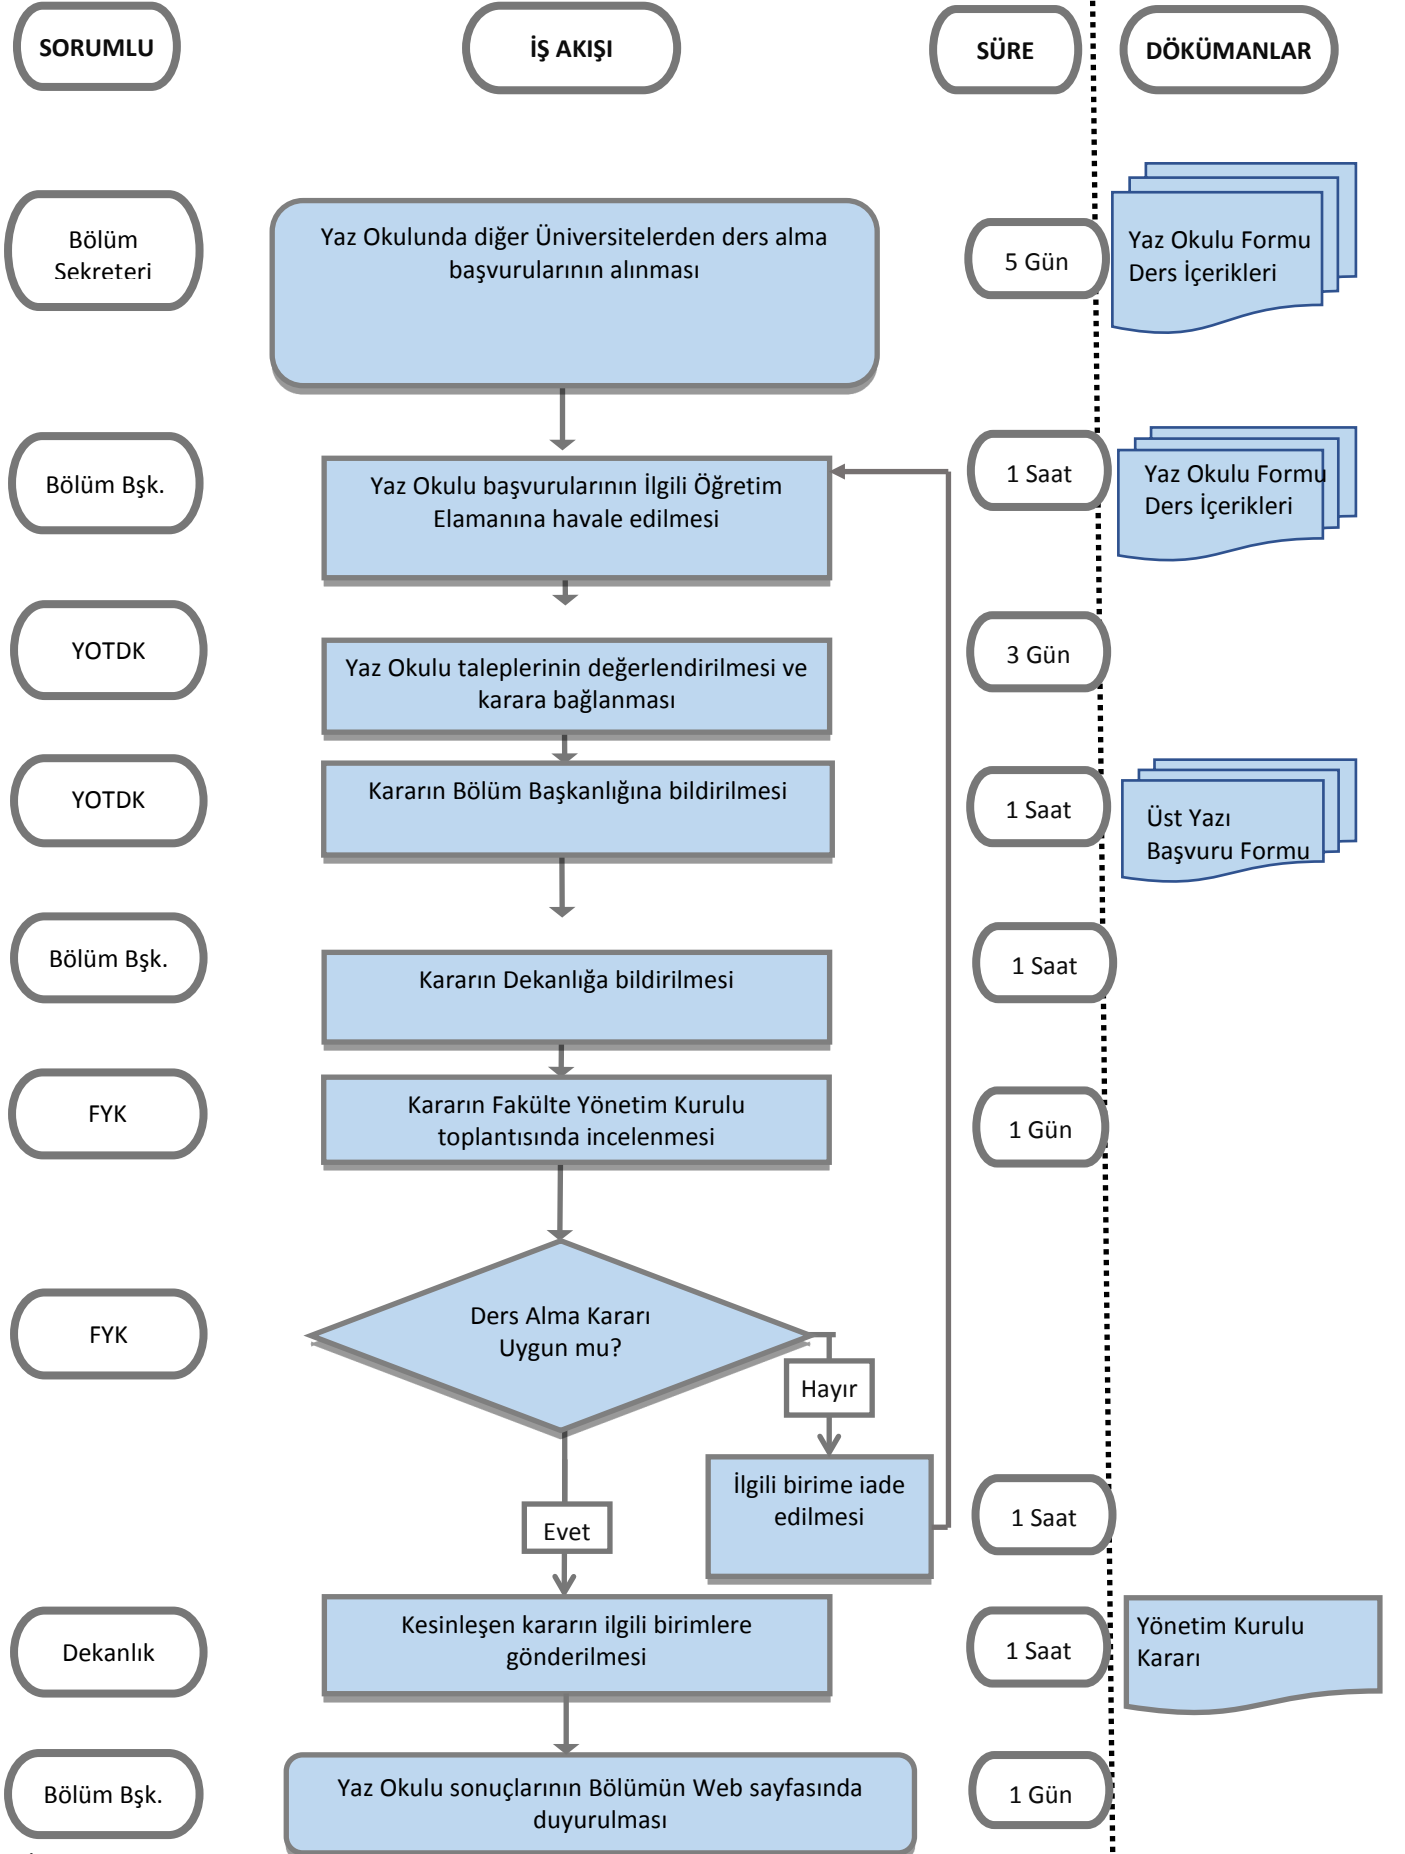 SORUMLU
İŞ AKIŞI
SÜRE
DÖKÜMANLAR
Bölüm
Sekreteri
Yaz Okulunda diğer Üniversitelerden ders alma
başvurularının alınması
5 Gün
Yaz Okulu Formu
Ders İçerikleri
Bölüm Bşk.
Yaz Okulu başvurularının İlgili Öğretim
Elamanına havale edilmesi
1 Saat
Yaz Okulu Formu
Ders İçerikleri
YOTDK
Yaz Okulu taleplerinin değerlendirilmesi ve
karara bağlanması
3 Gün
YOTDK
Kararın Bölüm Başkanlığına bildirilmesi
1 Saat
Üst Yazı
Başvuru Formu
Bölüm Bşk.
Kararın Dekanlığa bildirilmesi
1 Saat
FYK
Kararın Fakülte Yönetim Kurulu
toplantısında incelenmesi
1 Gün
FYK
Ders Alma Kararı
Uygun mu?
Hayır
İlgili birime iade
edilmesi
1 Saat
Evet
Dekanlık
Kesinleşen kararın ilgili birimlere
gönderilmesi
1 Saat
Yönetim Kurulu
Kararı
Bölüm Bşk.
Yaz Okulu sonuçlarının Bölümün Web sayfasında
duyurulması
1 Gün